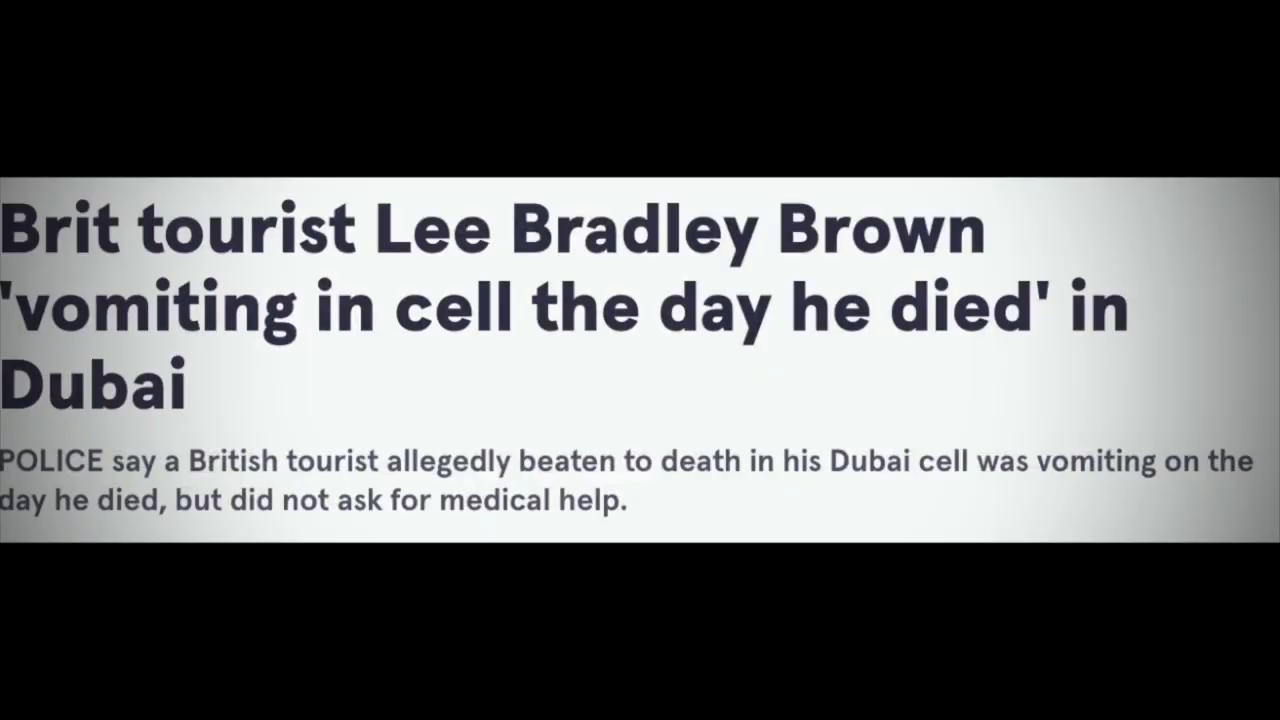 Brit tourist Lee Bradley Brown
'vomiting in cell the day he died' in
Dubai
POLICE say a British tourist allegedly beaten to death in his Dubai cell was vomiting on the
day he died, but did not ask for medical help.